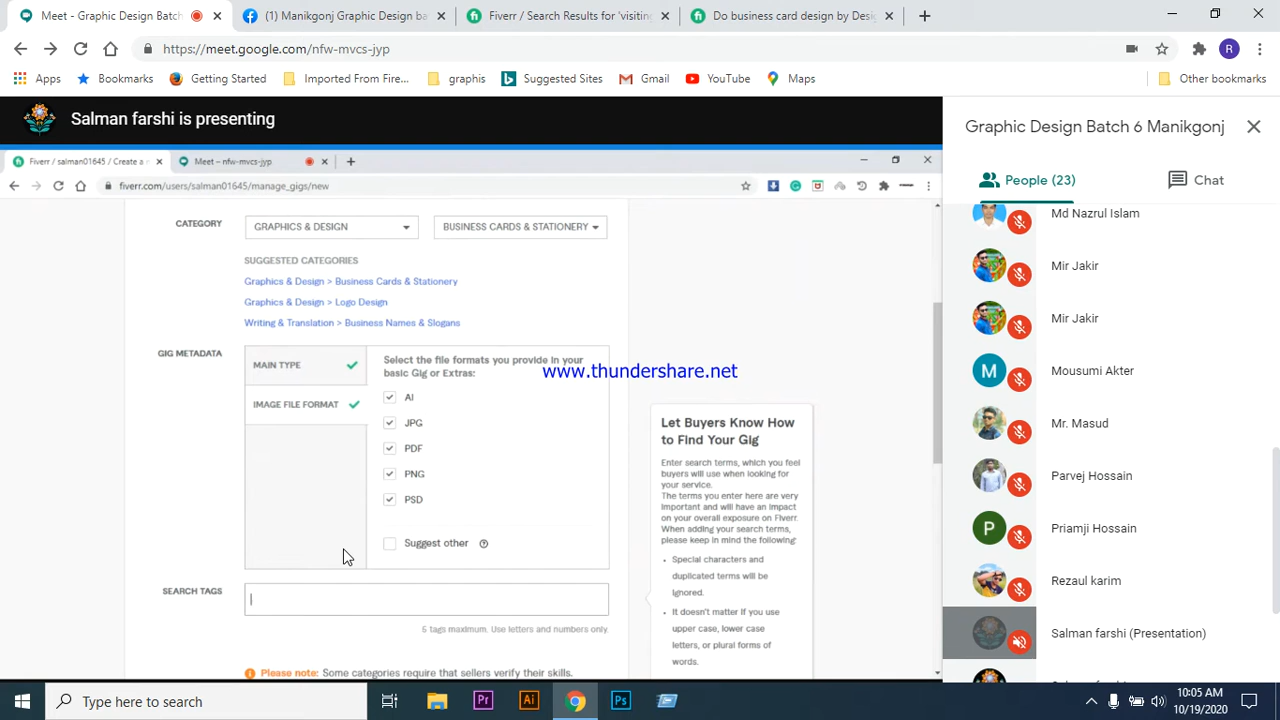 Meet - Graphic Design Batch
(1) Manikgonj Graphic Design ba
Fiverr / Search Results for 'visitin
Do business card design by Des
https://meet.google.com/nfw-mvcs-jyp
R
Apps
Bookmarks
Getting Started
Imported From Fire...
graphis
Suggested Sites
Gmail
YouTube
Maps
Other bookmarks
Salman farshi is presenting
Graphic Design Batch 6 Manikgonj
Fiverr / salman01645 / Create a
Meet – nfw-mvcs-jyp
People (23)
Chat
fiverr.com/users/salman01645/manage_gigs/new
CATEGORY
GRAPHICS & DESIGN
BUSINESS CARDS & STATIONERY
SUGGESTED CATEGORIES
Graphics & Design > Business Cards & Stationery
Graphics & Design > Logo Design
Writing & Translation > Business Names & Slogans
GIG METADATA
MAIN TYPE
IMAGE FILE FORMAT
Select the file formats you provide in your
basic Gig or Extras:
AI
JPG
PDF
PNG
PSD
Suggest other
www.thundershare.net
SEARCH TAGS
5 tags maximum. Use letters and numbers only.
Please note: Some categories require that sellers verify their skills.
Let Buyers Know How
to Find Your Gig
Enter search terms, which you feel
buyers will use when looking for
your service.
The terms you enter here are very
important and will have an impact
on your overall exposure on Fiverr.
When adding your search terms,
please keep in mind the following:
Special characters and
duplicated terms will be
ignored.
It doesn't matter if you use
upper case, lower case
letters, or plural forms of
words.
Md Nazrul Islam
Mir Jakir
Mir Jakir
M
Mousumi Akter
Mr. Masud
Parvej Hossain
P
Priamji Hossain
Rezaul karim
Salman farshi (Presentation)
Type here to search
Pr
Ai
Ps
10:05 AM
10/19/2020